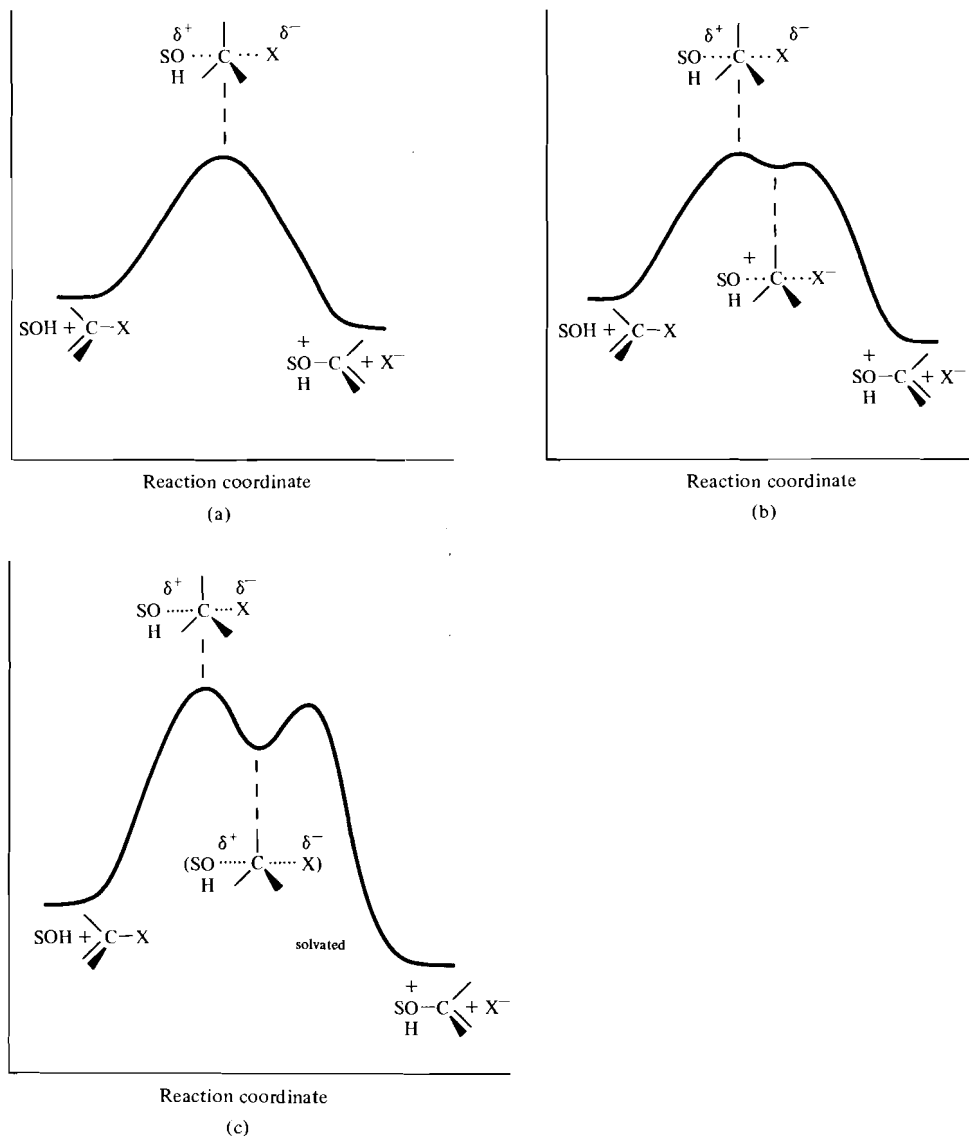 δ+ δ−
SO ····· C ···· X
H
SOH + C−X
+
SO−C + X−
H
Reaction coordinate
(a)
δ+ δ−
SO ····· C ···· X
H
+
SO ···· C ···· X−
H
SOH + C−X
+
SO−C + X−
H
Reaction coordinate
(b)
δ+ δ−
SO ······ C ···· X
H
δ+ δ−
(SO ······ C ······ X)
H
SOH + C−X
solvated
+
SO−C + X−
H
Reaction coordinate
(c)